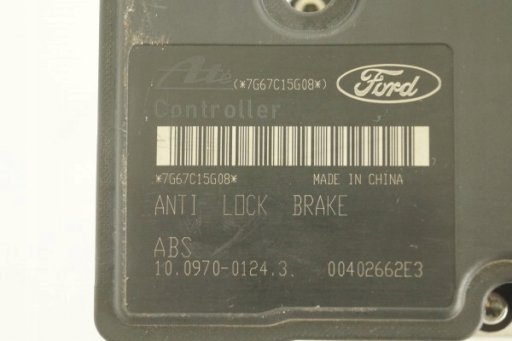 Ate (*7G67C15G08*) Ford
Controller
*7G67C15G08* MADE IN CHINA
ANTI LOCK BRAKE
ABS
10.0970-0124.3. 00402662E3